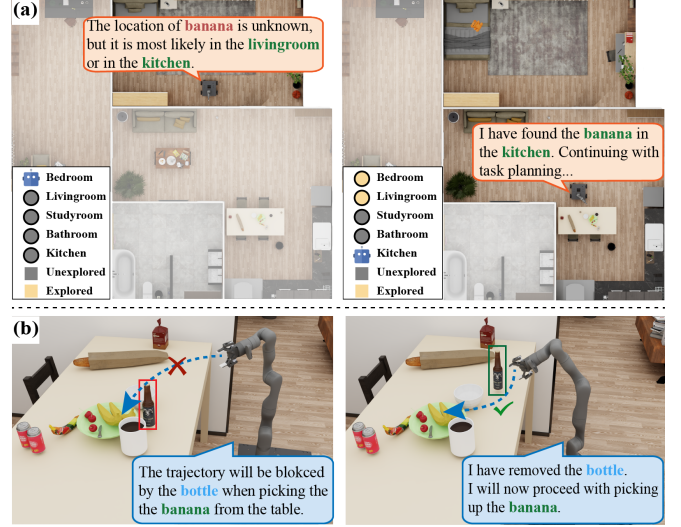 (a)
The location of banana is unknown,
but it is most likely in the livingroom
or in the kitchen.
Bedroom
Livingroom
Studyroom
Bathroom
Kitchen
Unexplored
Explored
I have found the banana in
the kitchen. Continuing with
task planning...
Bedroom
Livingroom
Studyroom
Bathroom
Kitchen
Unexplored
Explored
(b)
The trajectory will be blokced
by the bottle when picking the
the banana from the table.
I have removed the bottle.
I will now proceed with picking
up the banana.